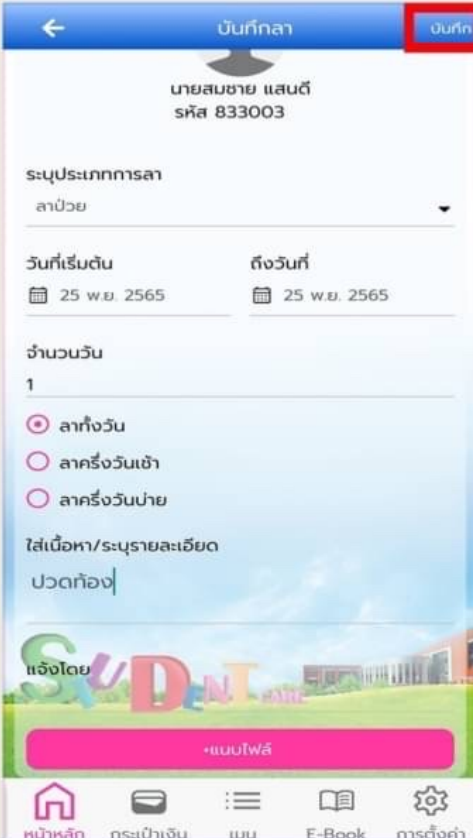 บันทึกลา
บันทึก
นายสมชาย แสนดี
รหัส 833003
ระบุประเภทการลา
ลาป่วย
วันที่เริ่มต้น ถึงวันที่
25 พ.ย. 2565 25 พ.ย. 2565
จำนวนวัน
1
ลาทั้งวัน
ลาครึ่งวันเช้า
ลาครึ่งวันบ่าย
ใส่เนื้อหา/ระบุรายละเอียด
ปวดท้อง
แจ้งโดย
STUDENT CARE
+แนบไฟล์
หน้าหลัก กระเป๋าเงิน เมนู E-Book การตั้งค่า